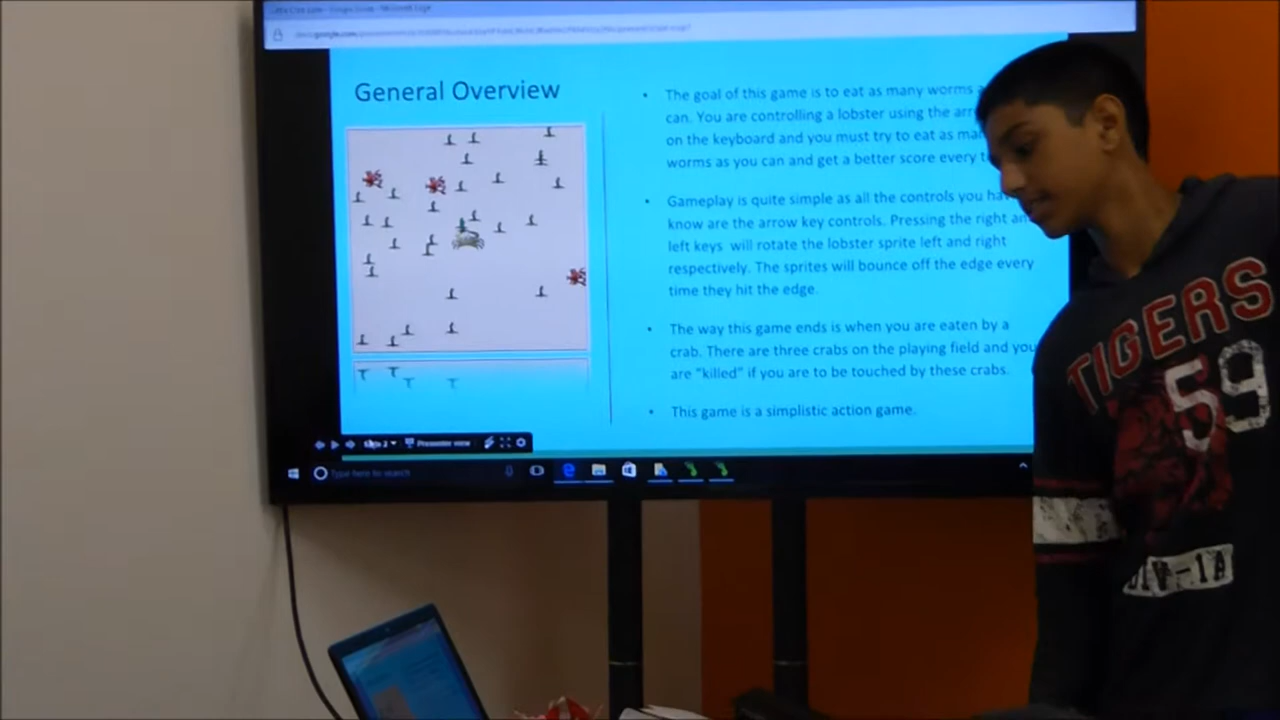 General Overview
• The goal of this game is to eat as many worms
can. You are controlling a lobster using the
on the keyboard and you must try to eat as
worms as you can and get a better score every
• Gameplay is quite simple as all the controls you
know are the arrow key controls. Pressing the right
left keys will rotate the lobster sprite left and right
respectively. The sprites will bounce off the edge every
time they hit the edge.
• The way this game ends is when you are eaten by a
crab. There are three crabs on the playing field and you
are "killed" if you are to be touched by these crabs.
• This game is a simplistic action game.
Presenter view
Type here to search
TIGERS
59
DIV-1A